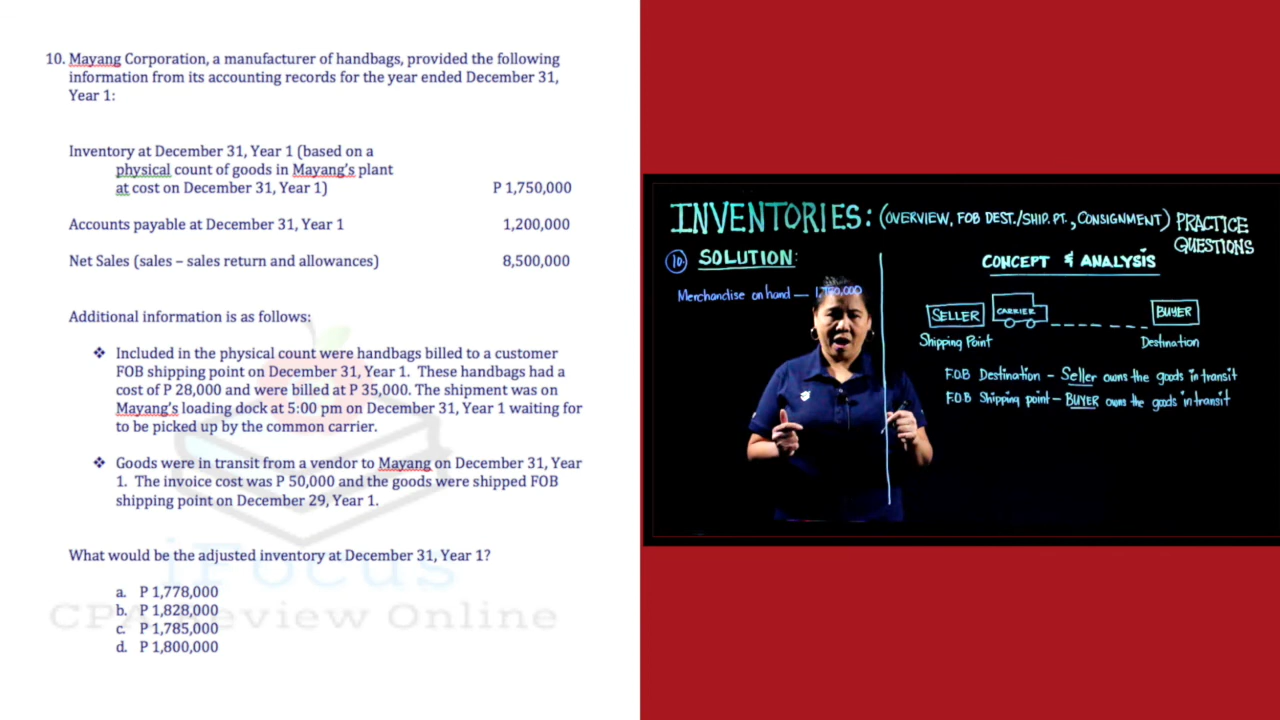 10. Mayang Corporation, a manufacturer of handbags, provided the following
information from its accounting records for the year ended December 31,
Year 1:
Inventory at December 31, Year 1 (based on a
physical count of goods in Mayang's plant
at cost on December 31, Year 1) P 1,750,000
Accounts payable at December 31, Year 1 1,200,000
Net Sales (sales – sales return and allowances) 8,500,000
Additional information is as follows:
❖ Included in the physical count were handbags billed to a customer
FOB shipping point on December 31, Year 1. These handbags had a
cost of P 28,000 and were billed at P 35,000. The shipment was on
Mayang's loading dock at 5:00 pm on December 31, Year 1 waiting for
to be picked up by the common carrier.
❖ Goods were in transit from a vendor to Mayang on December 31, Year
1. The invoice cost was P 50,000 and the goods were shipped FOB
shipping point on December 29, Year 1.
What would be the adjusted inventory at December 31, Year 1?
a. P 1,778,000
b. P 1,828,000
c. P 1,785,000
d. P 1,800,000
iFocus
CPA Review Online
INVENTORIES: (OVERVIEW, FOB DEST./SHIP. PT., CONSIGNMENT) PRACTICE
QUESTIONS
10. SOLUTION:
Merchandise on hand — 1,750,000
CONCEPT & ANALYSIS
SELLER CARRIER BUYER
Shipping Point Destination
F.O.B Destination – Seller owns the goods in transit
F.O.B Shipping point – BUYER owns the goods in transit